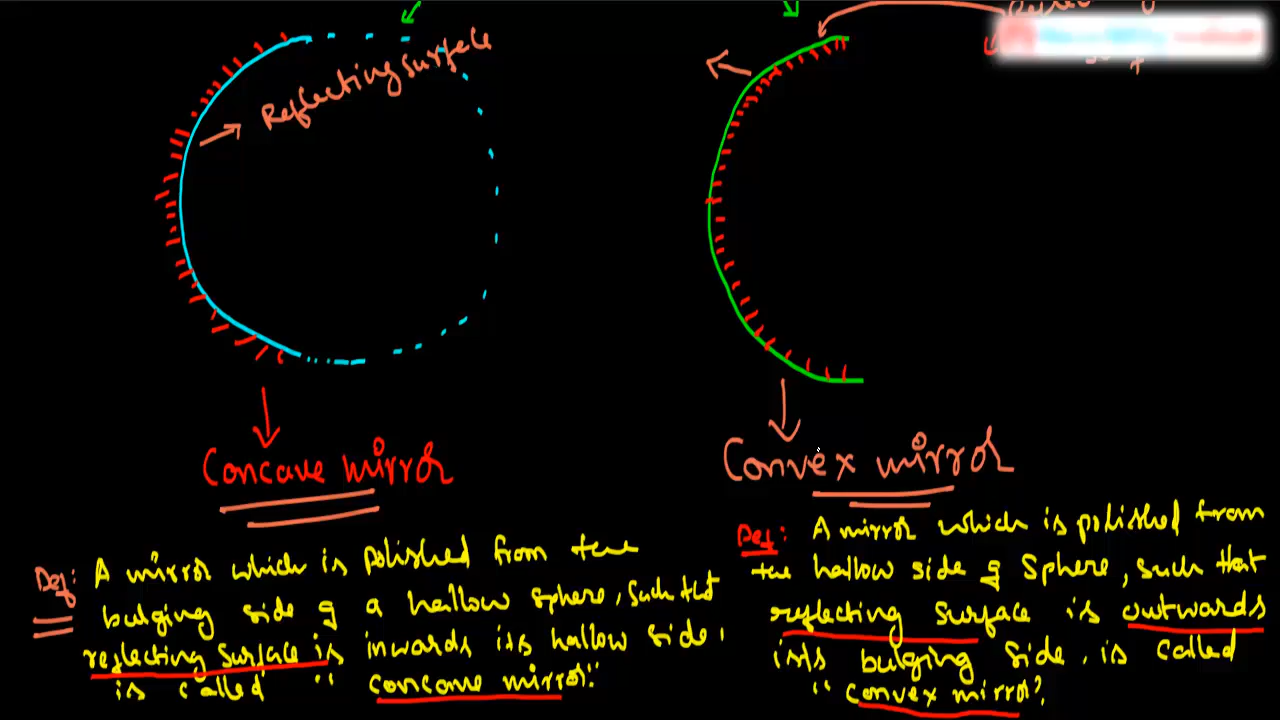 Reflecting surface
Concave mirror
Def: A mirror which is polished from the
bulging side of a hallow sphere, such that
reflecting surface is inwards its hallow side,
is called "concave mirror".
Convex mirror
Def: A mirror which is polished from
the hallow side of Sphere, such that
reflecting surface is outwards
its bulging side, is called
"convex mirror".